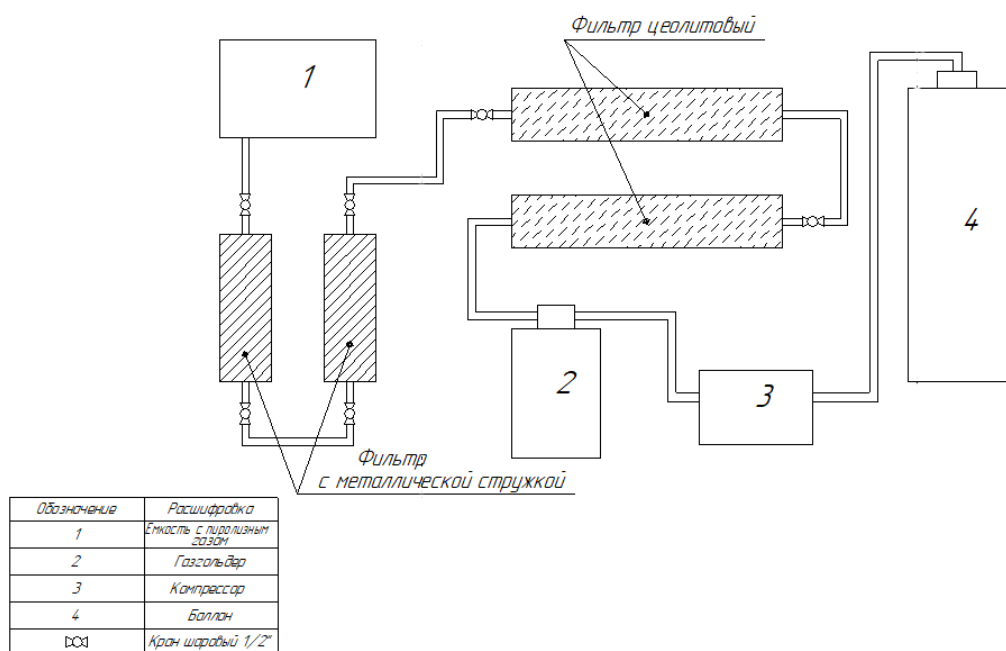 Фильтр цеолитовый
1
4
2
3
Фильтр
с металлической стружкой
Обозначение Расшифровка
1 Емкость с пиролизным
газом
2 Газгольдер
3 Компрессор
4 Баллон
Кран шаровый 1/2"